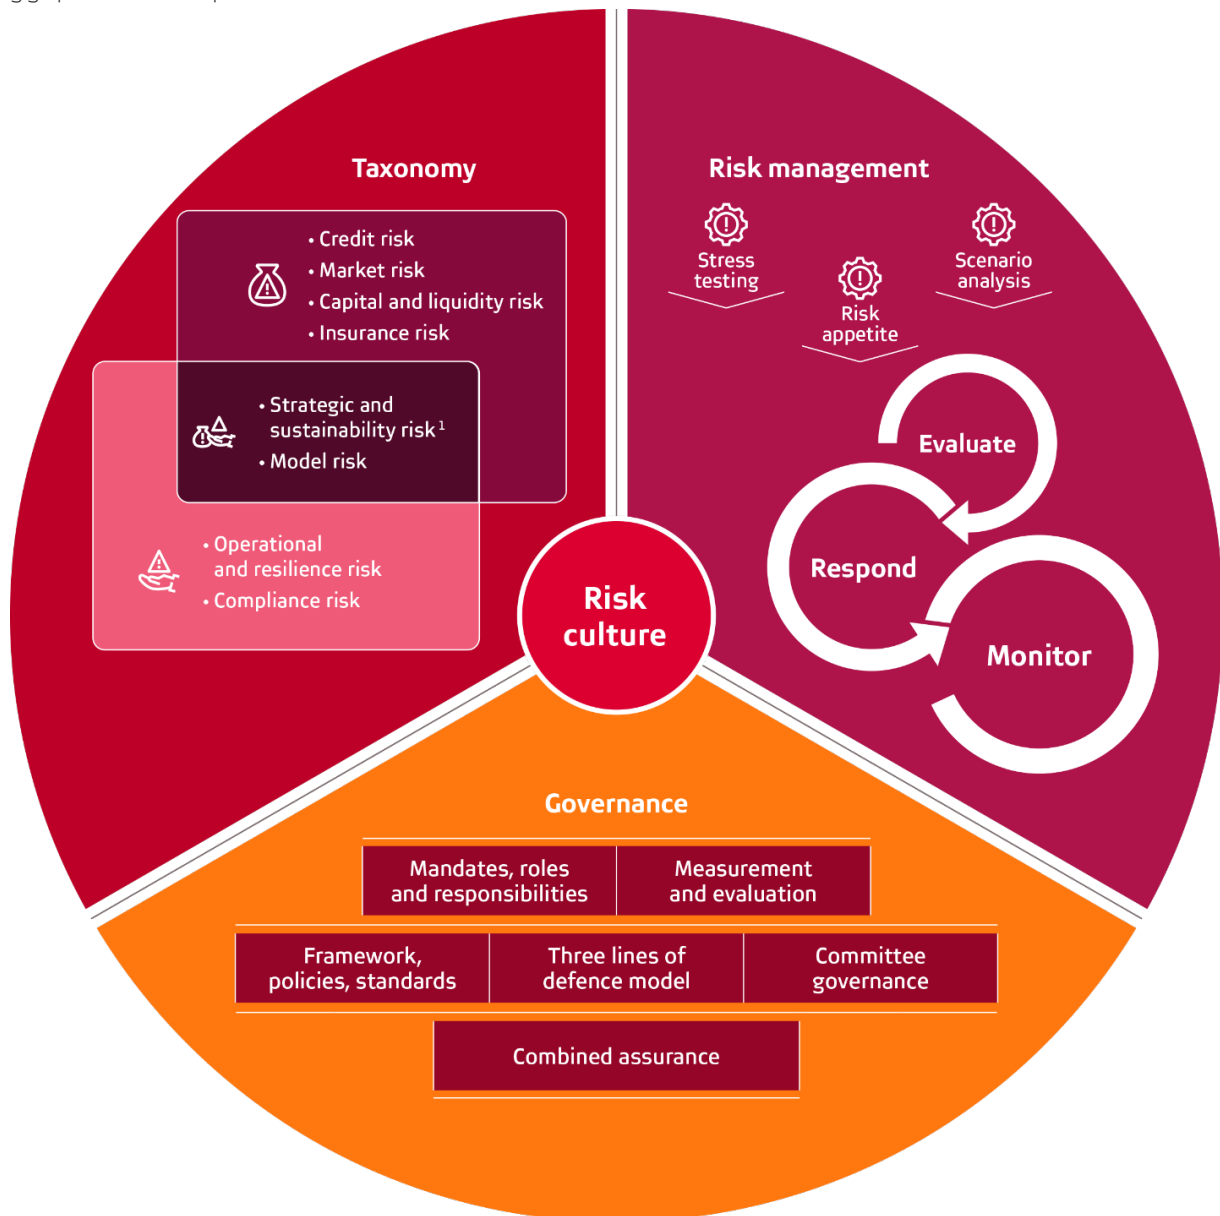 Taxonomy
• Credit risk
• Market risk
• Capital and liquidity risk
• Insurance risk
• Strategic and
sustainability risk¹
• Model risk
• Operational
and resilience risk
• Compliance risk
Risk management
Stress
testing
Risk
appetite
Scenario
analysis
Evaluate
Respond
Monitor
Risk
culture
Governance
Mandates, roles
and responsibilities
Measurement
and evaluation
Framework,
policies, standards
Three lines of
defence model
Committee
governance
Combined assurance